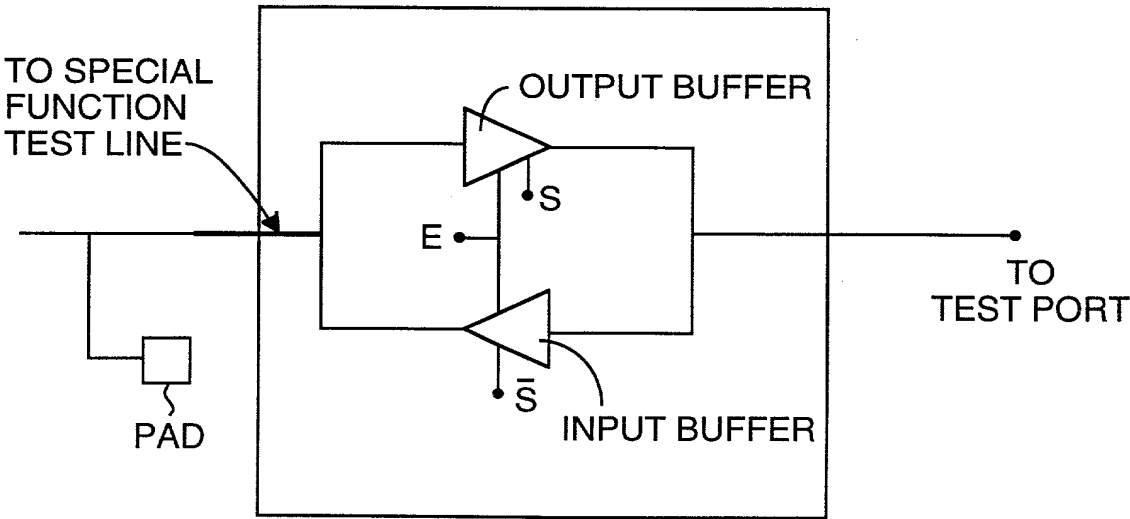 TO SPECIAL
FUNCTION
TEST LINE
OUTPUT BUFFER
S
E
TO
TEST PORT
S̄
INPUT BUFFER
PAD